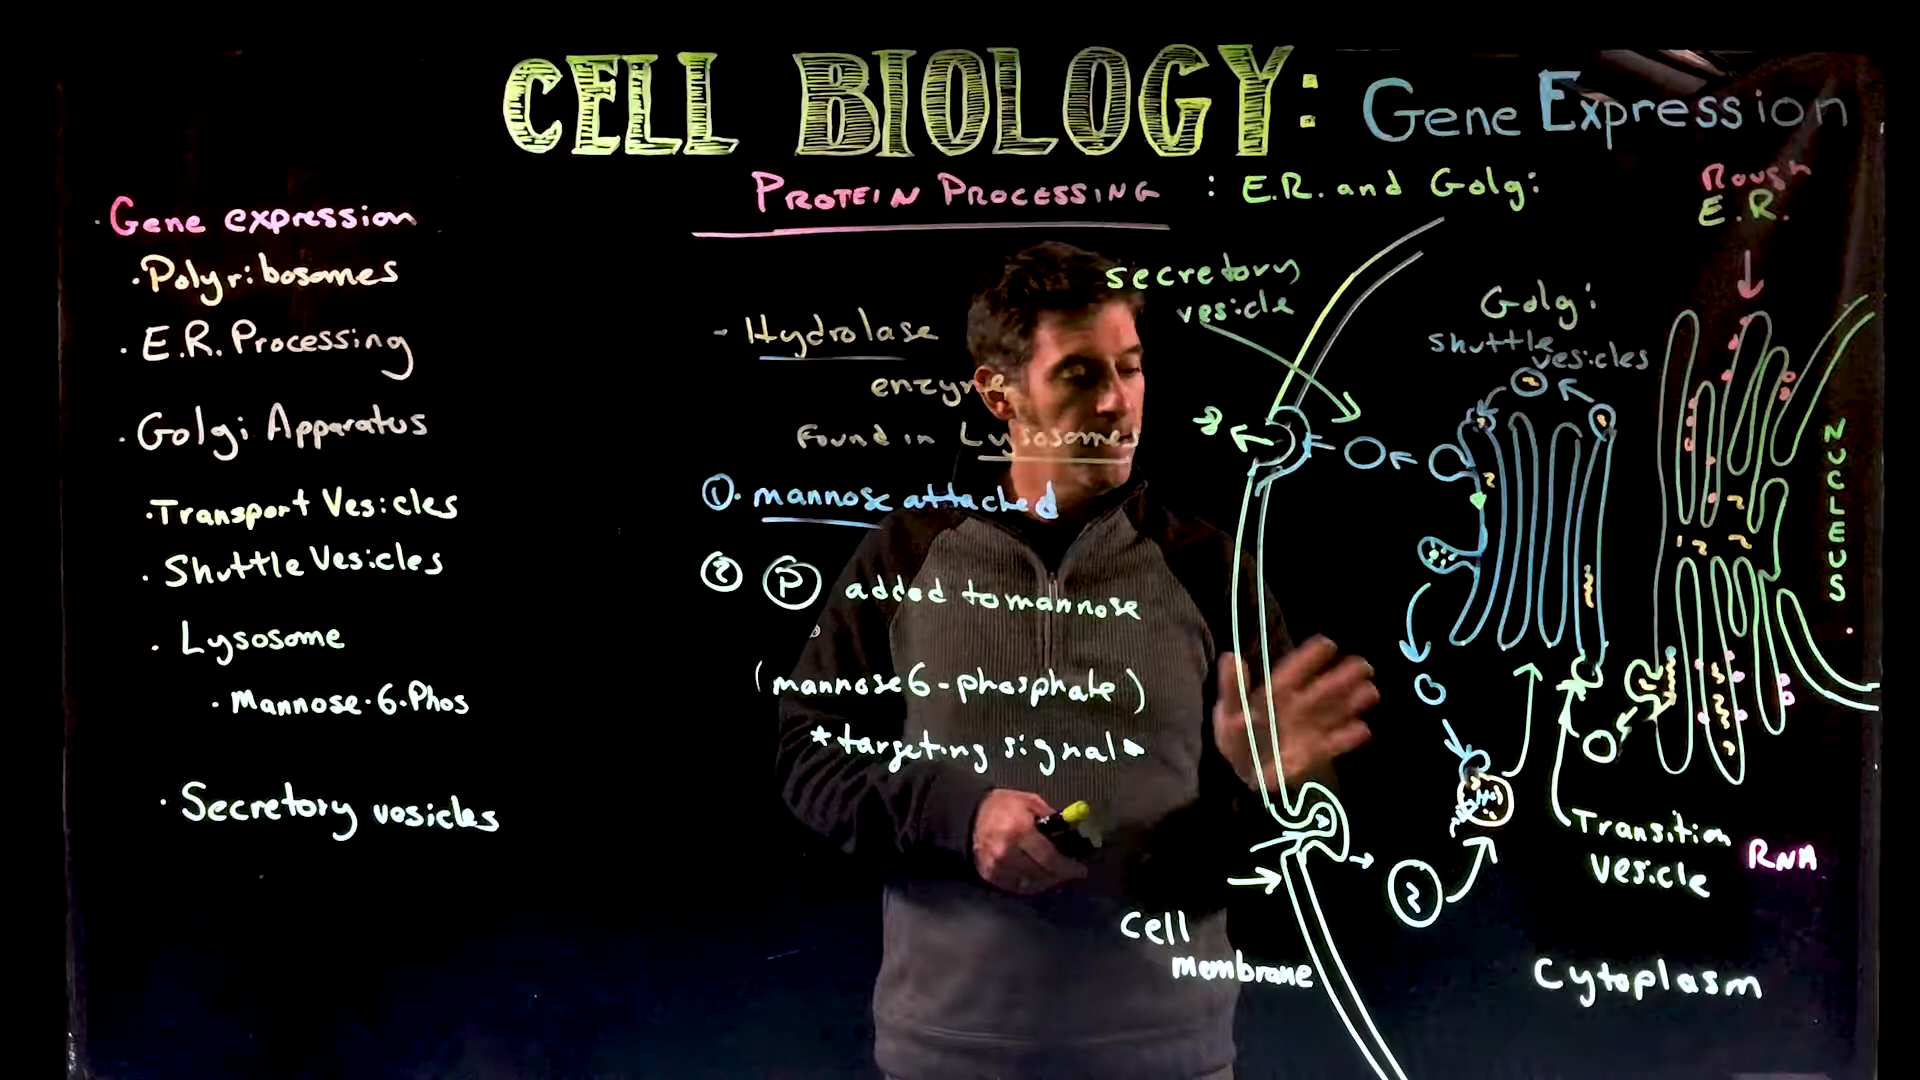 CELL BIOLOGY: Gene Expression
PROTEIN PROCESSING : E.R. and Golgi
Rough
E.R.
· Gene expression
· Polyribosomes
· E.R. Processing
· Golgi Apparatus
· Transport Vesicles
· Shuttle Vesicles
· Lysosome
· Mannose-6-Phos
· Secretory vosicles
- Hydrolase
enzyme
found in Lysosomes
①. mannose attached
② P added to mannose
(mannose 6-phosphate)
*targeting signal*
secretory
vesicle
Golgi
shuttle
vesicles
NUCLEUS
Transition
vesicle
RNA
Cell
membrane
Cytoplasm